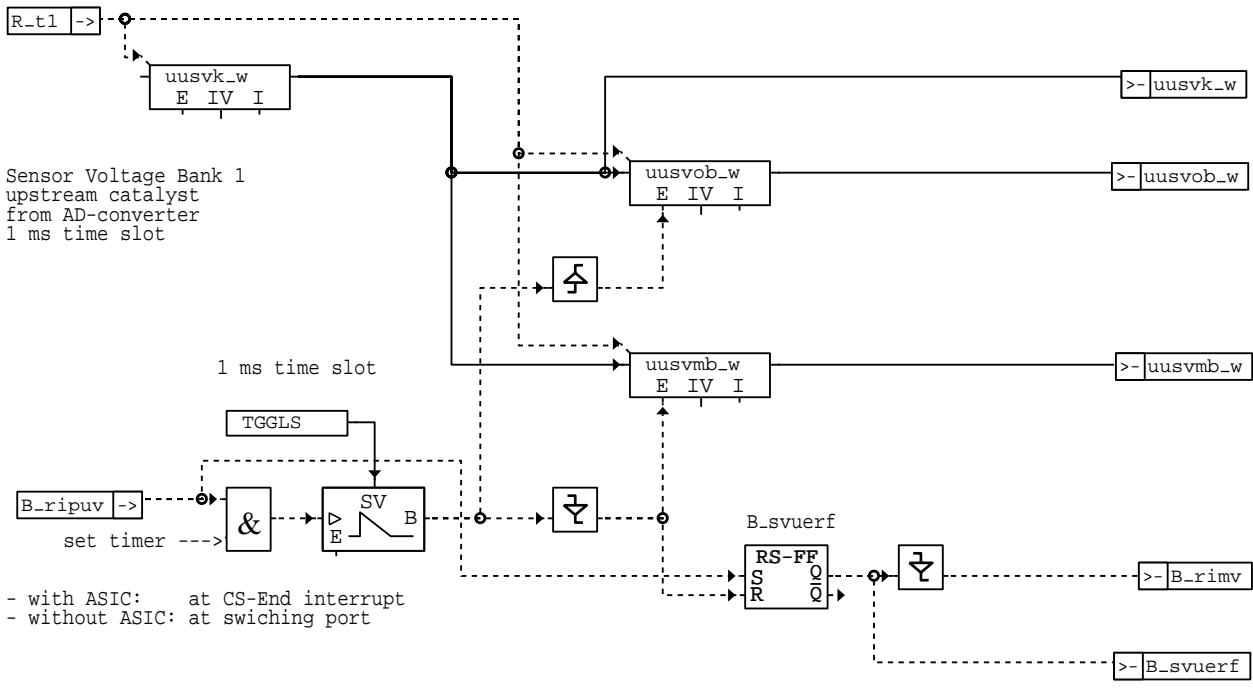 R_t1 ->
uusvk_w
E IV I
>- uusvk_w
Sensor Voltage Bank 1
upstream catalyst
from AD-converter
1 ms time slot
uusvob_w
E IV I
>- uusvob_w
1 ms time slot
uusvmb_w
E IV I
>- uusvmb_w
TGGLS
B_ripuv ->
&
SV
B
E
set timer --->
B_svuerf
RS-FF
S Q
R Q
>- B_rimv
- with ASIC: at CS-End interrupt
- without ASIC: at swiching port
>- B_svuerf